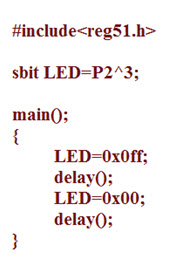 #include<reg51.h>
sbit LED=P2^3;
main();
{
LED=0x0ff;
delay();
LED=0x00;
delay();
}